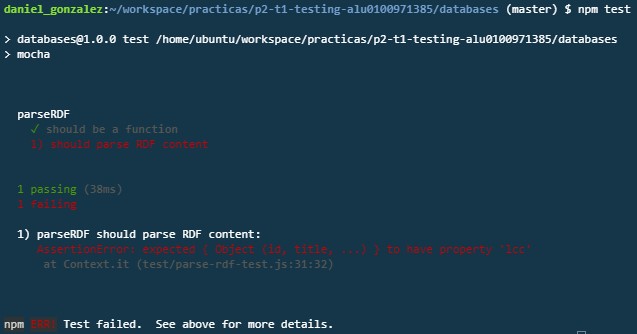 daniel_gonzalez:~/workspace/practicas/p2-t1-testing-alu0100971385/databases (master) $ npm test
> databases@1.0.0 test /home/ubuntu/workspace/practicas/p2-t1-testing-alu0100971385/databases
> mocha
parseRDF
✓ should be a function
1) should parse RDF content
1 passing (38ms)
1 failing
1) parseRDF should parse RDF content:
AssertionError: expected { Object (id, title, ...) } to have property 'lcc'
at Context.it (test/parse-rdf-test.js:31:32)
npm ERR! Test failed.  See above for more details.